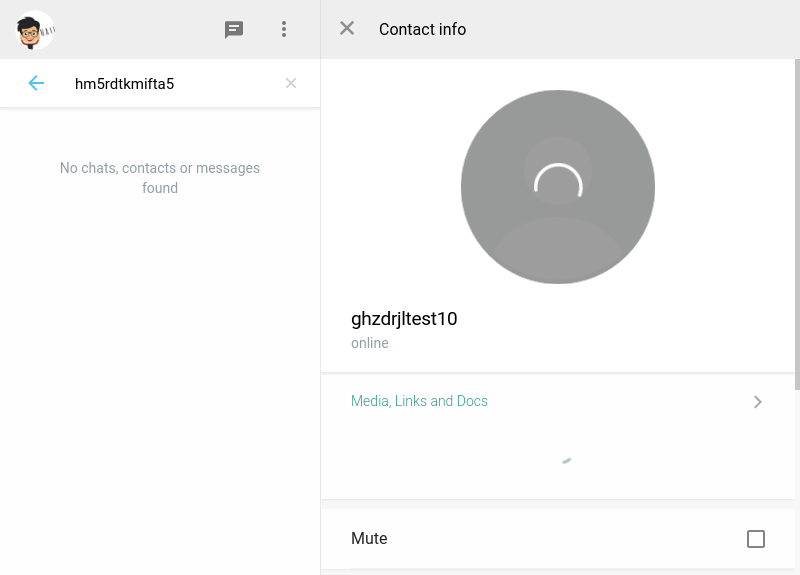 Contact info
hm5rdtkmifta5
No chats, contacts or messages
found
ghzdrjltest10
online
Media, Links and Docs
Mute